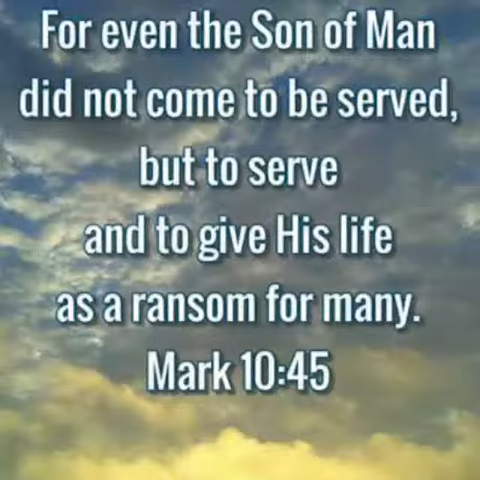 For even the Son of Man
did not come to be served,
but to serve
and to give His life
as a ransom for many.
Mark 10:45